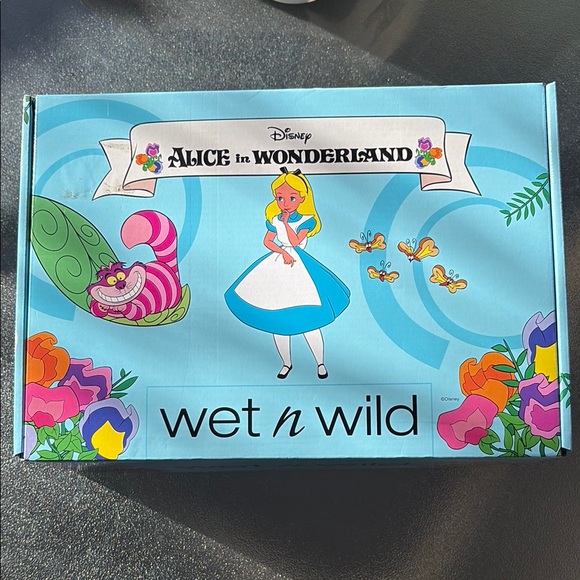 Disney
ALICE in WONDERLAND
©Disney
wet n wild